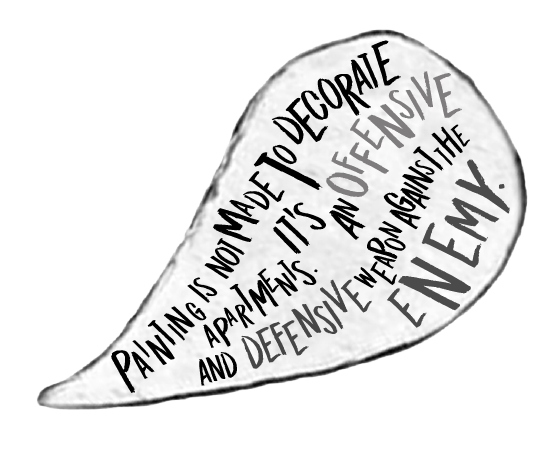 PAINTING IS NOT MADE TO DECORATE
APARTMENTS. IT'S AN OFFENSIVE
AND DEFENSIVE WEAPON AGAINST THE
ENEMY.